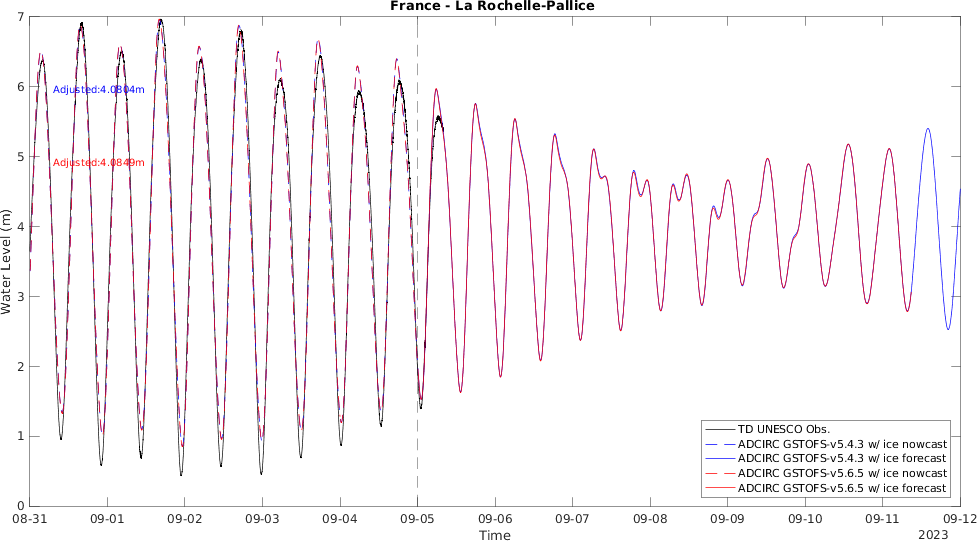 France - La Rochelle-Pallice
7
6
5
4
3
2
1
0
Water Level (m)
Adjusted:4.0804m
Adjusted:4.0849m
TD UNESCO Obs.
ADCIRC GSTOFS-v5.4.3 w/ ice nowcast
ADCIRC GSTOFS-v5.4.3 w/ ice forecast
ADCIRC GSTOFS-v5.6.5 w/ ice nowcast
ADCIRC GSTOFS-v5.6.5 w/ ice forecast
08-31 09-01 09-02 09-03 09-04 09-05 09-06 09-07 09-08 09-09 09-10 09-11 09-12
Time
2023